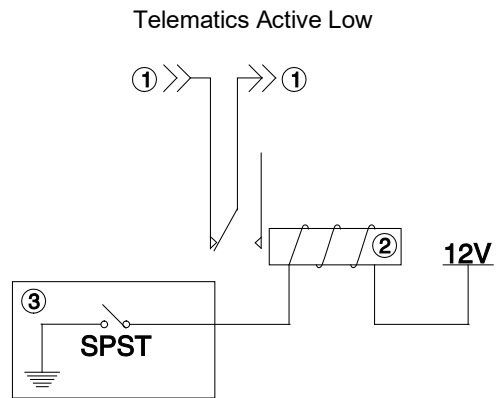 Telematics Active Low
① ①
②
12V
③
SPST